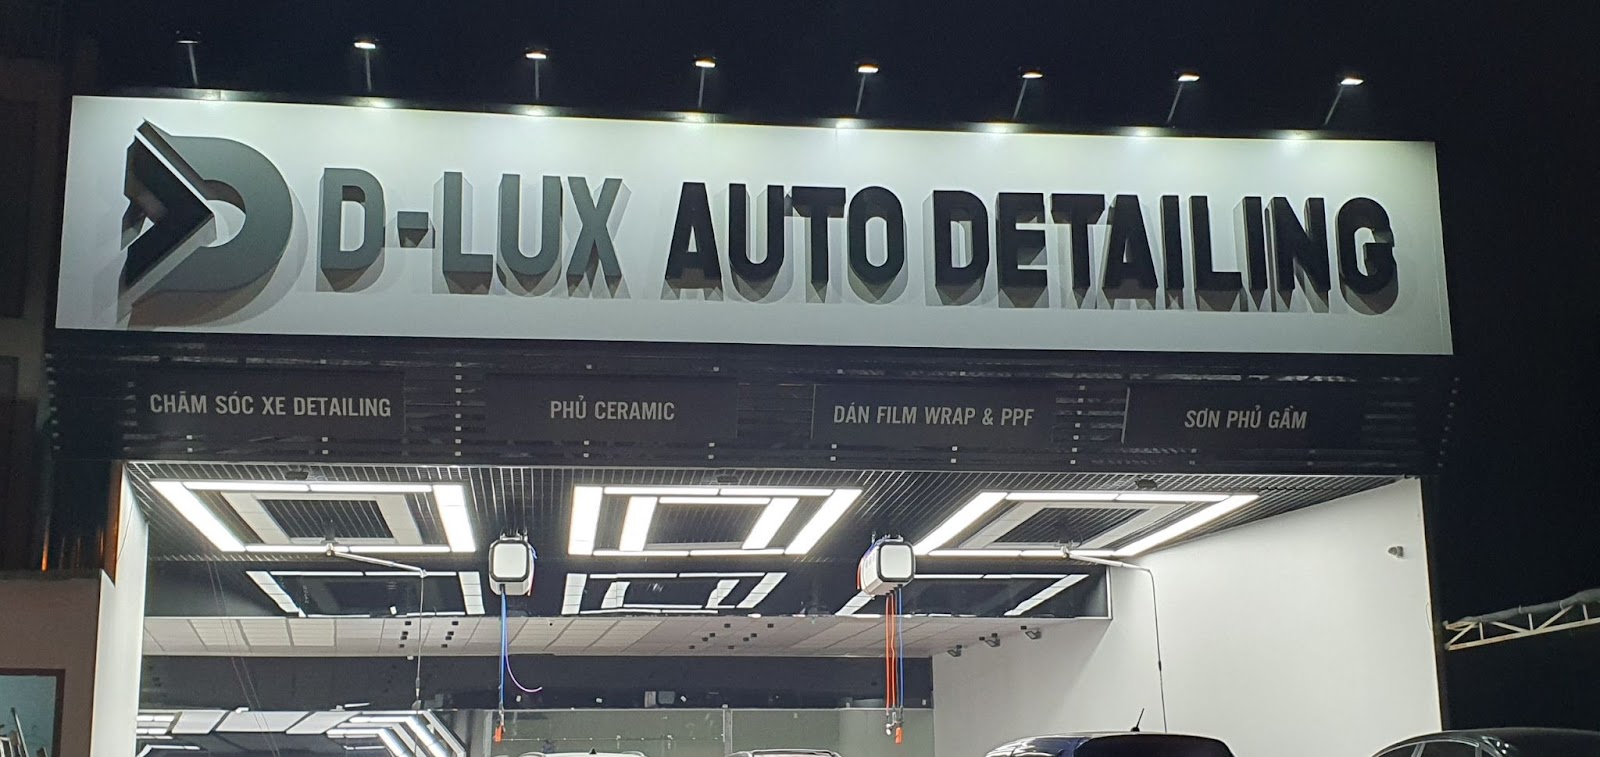 D-LUX AUTO DETAILING
CHĂM SÓC XE DETAILING
PHỦ CERAMIC
DÁN FILM WRAP & PPF
SƠN PHỦ GẦM